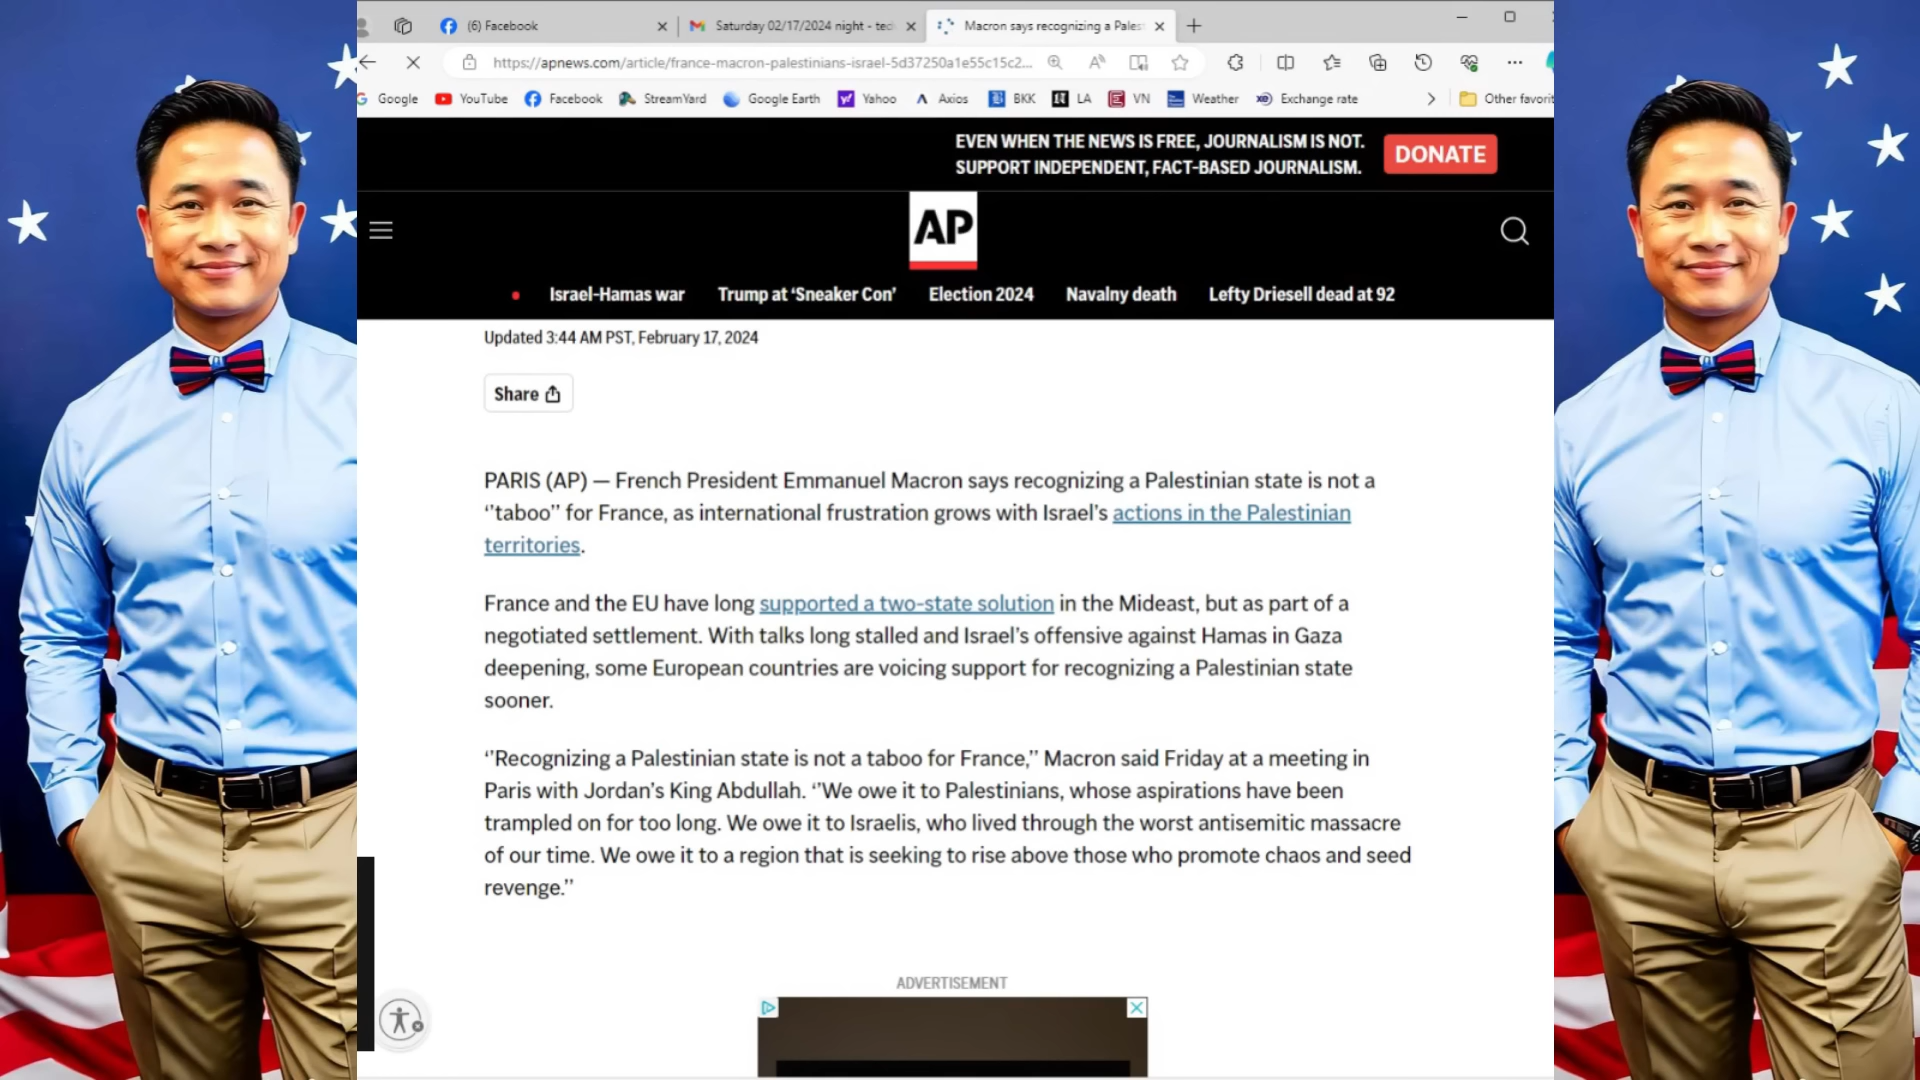 (6) Facebook
Saturday 02/17/2024 night - tec
Macron says recognizing a Pales
https://apnews.com/article/france-macron-palestinians-israel-5d37250a1e55c15c2...
Google YouTube Facebook StreamYard Google Earth Yahoo Axios BKK LA VN Weather Exchange rate Other favorit
EVEN WHEN THE NEWS IS FREE, JOURNALISM IS NOT.
SUPPORT INDEPENDENT, FACT-BASED JOURNALISM.
DONATE
AP
Israel-Hamas war Trump at ‘Sneaker Con’ Election 2024 Navalny death Lefty Driesell dead at 92
Updated 3:44 AM PST, February 17, 2024
Share
PARIS (AP) — French President Emmanuel Macron says recognizing a Palestinian state is not a
‘’taboo’’ for France, as international frustration grows with Israel’s actions in the Palestinian
territories.
France and the EU have long supported a two-state solution in the Mideast, but as part of a
negotiated settlement. With talks long stalled and Israel’s offensive against Hamas in Gaza
deepening, some European countries are voicing support for recognizing a Palestinian state
sooner.
‘’Recognizing a Palestinian state is not a taboo for France,’’ Macron said Friday at a meeting in
Paris with Jordan’s King Abdullah. ‘’We owe it to Palestinians, whose aspirations have been
trampled on for too long. We owe it to Israelis, who lived through the worst antisemitic massacre
of our time. We owe it to a region that is seeking to rise above those who promote chaos and seed
revenge.’’
ADVERTISEMENT